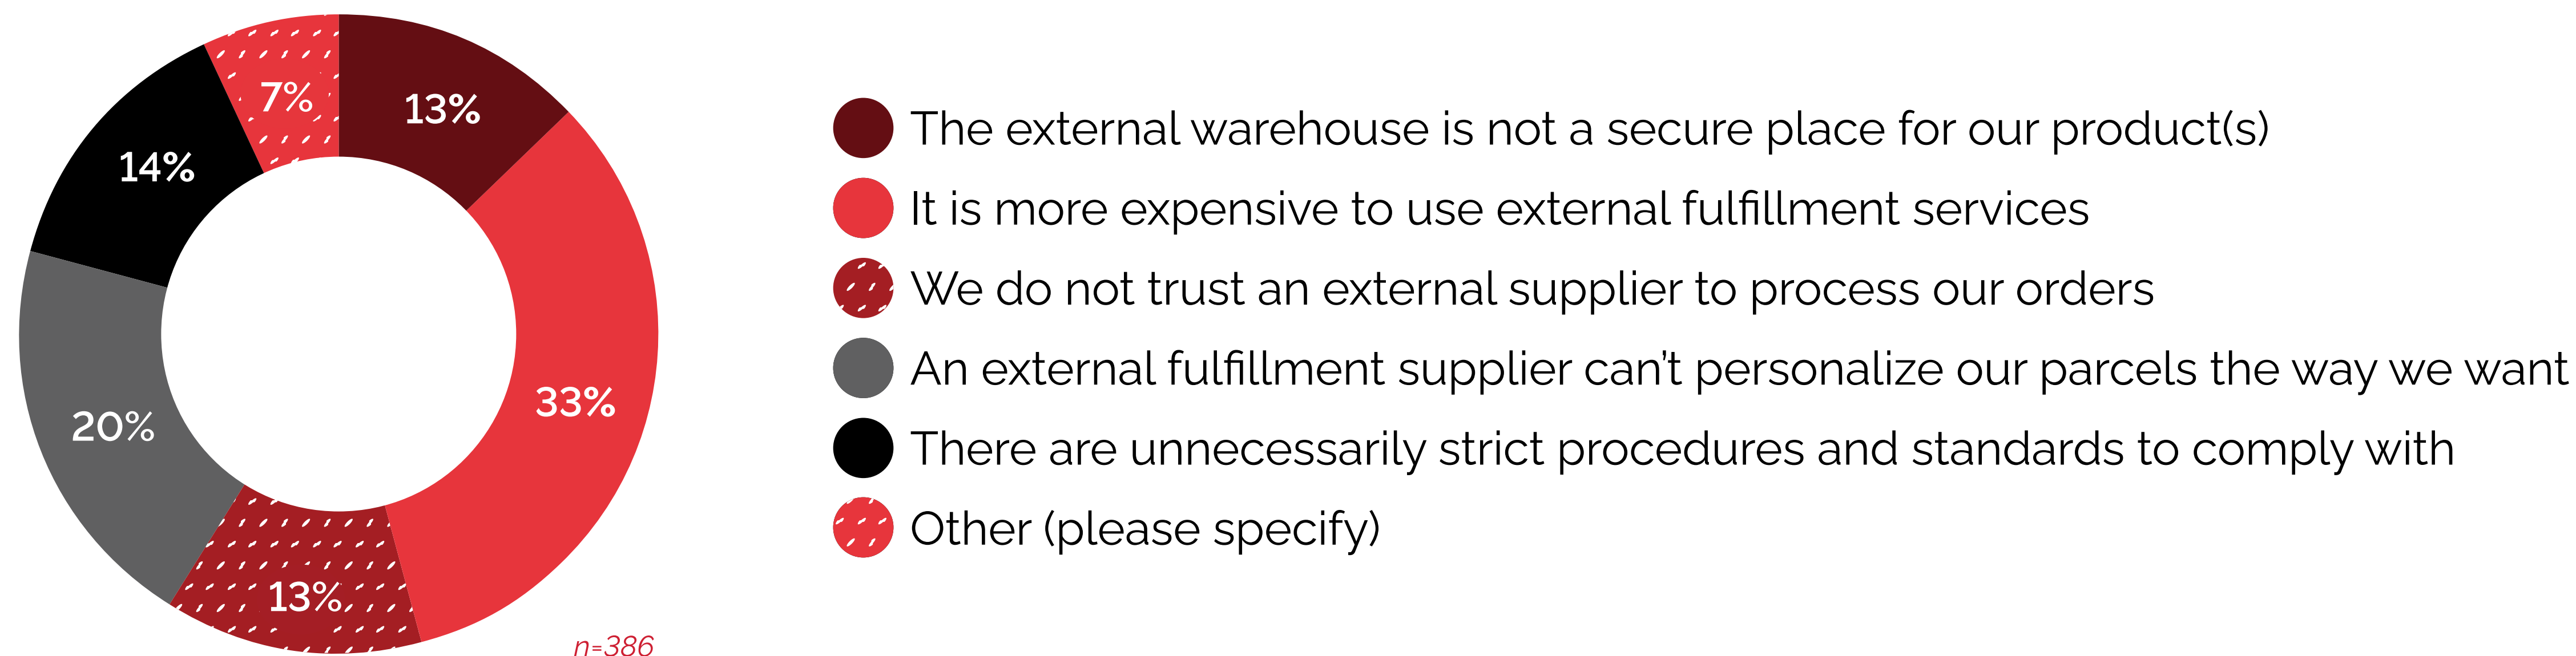 7%
13%
14%
33%
20%
13%
n=386
The external warehouse is not a secure place for our product(s)
It is more expensive to use external fulfillment services
We do not trust an external supplier to process our orders
An external fulfillment supplier can’t personalize our parcels the way we want
There are unnecessarily strict procedures and standards to comply with
Other (please specify)